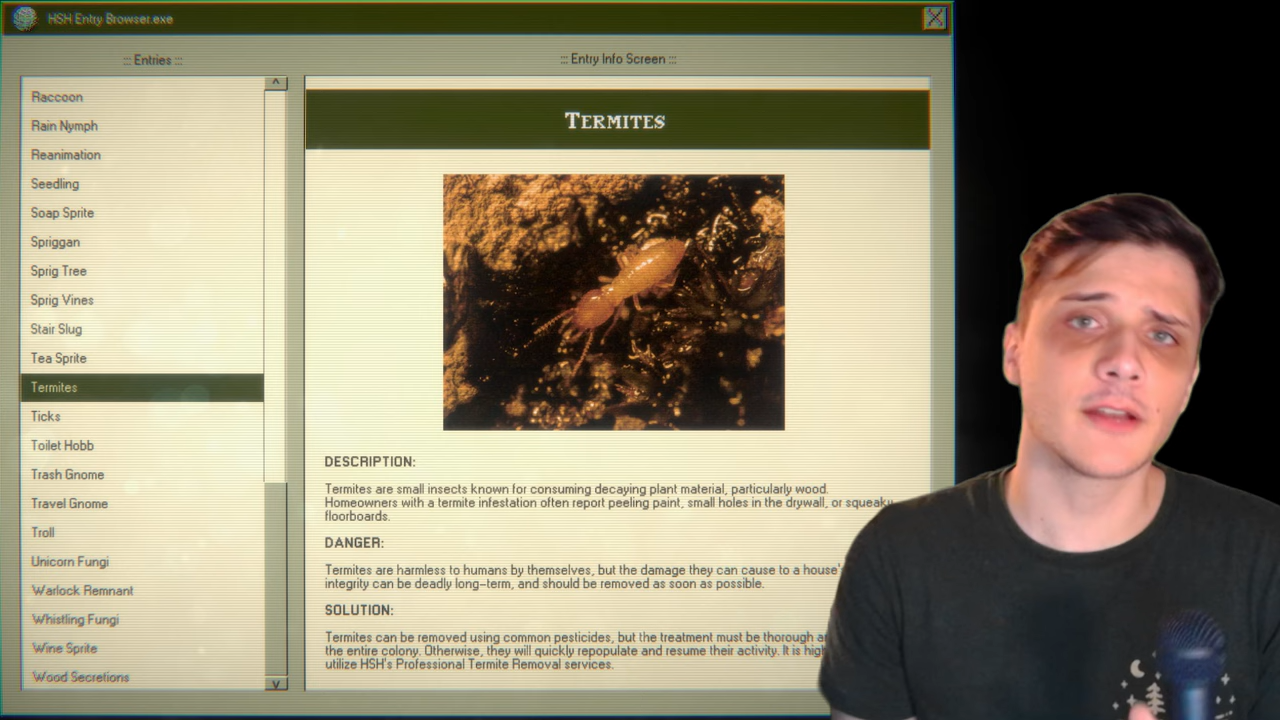 HSH Entry Browser.exe
::: Entries :::
Raccoon
Rain Nymph
Reanimation
Seedling
Soap Sprite
Spriggan
Sprig Tree
Sprig Vines
Stair Slug
Tea Sprite
Termites
Ticks
Toilet Hobb
Trash Gnome
Travel Gnome
Troll
Unicorn Fungi
Warlock Remnant
Whistling Fungi
Wine Sprite
Wood Secretions
::: Entry Info Screen :::
TERMITES
DESCRIPTION:
Termites are small insects known for consuming decaying plant material, particularly wood.
Homeowners with a termite infestation often report peeling paint, small holes in the drywall, or squeaky
floorboards.
DANGER:
Termites are harmless to humans by themselves, but the damage they can cause to a house'
integrity can be deadly long-term, and should be removed as soon as possible.
SOLUTION:
Termites can be removed using common pesticides, but the treatment must be thorough
the entire colony. Otherwise, they will quickly repopulate and resume their activity. It is
utilize HSH's Professional Termite Removal services.